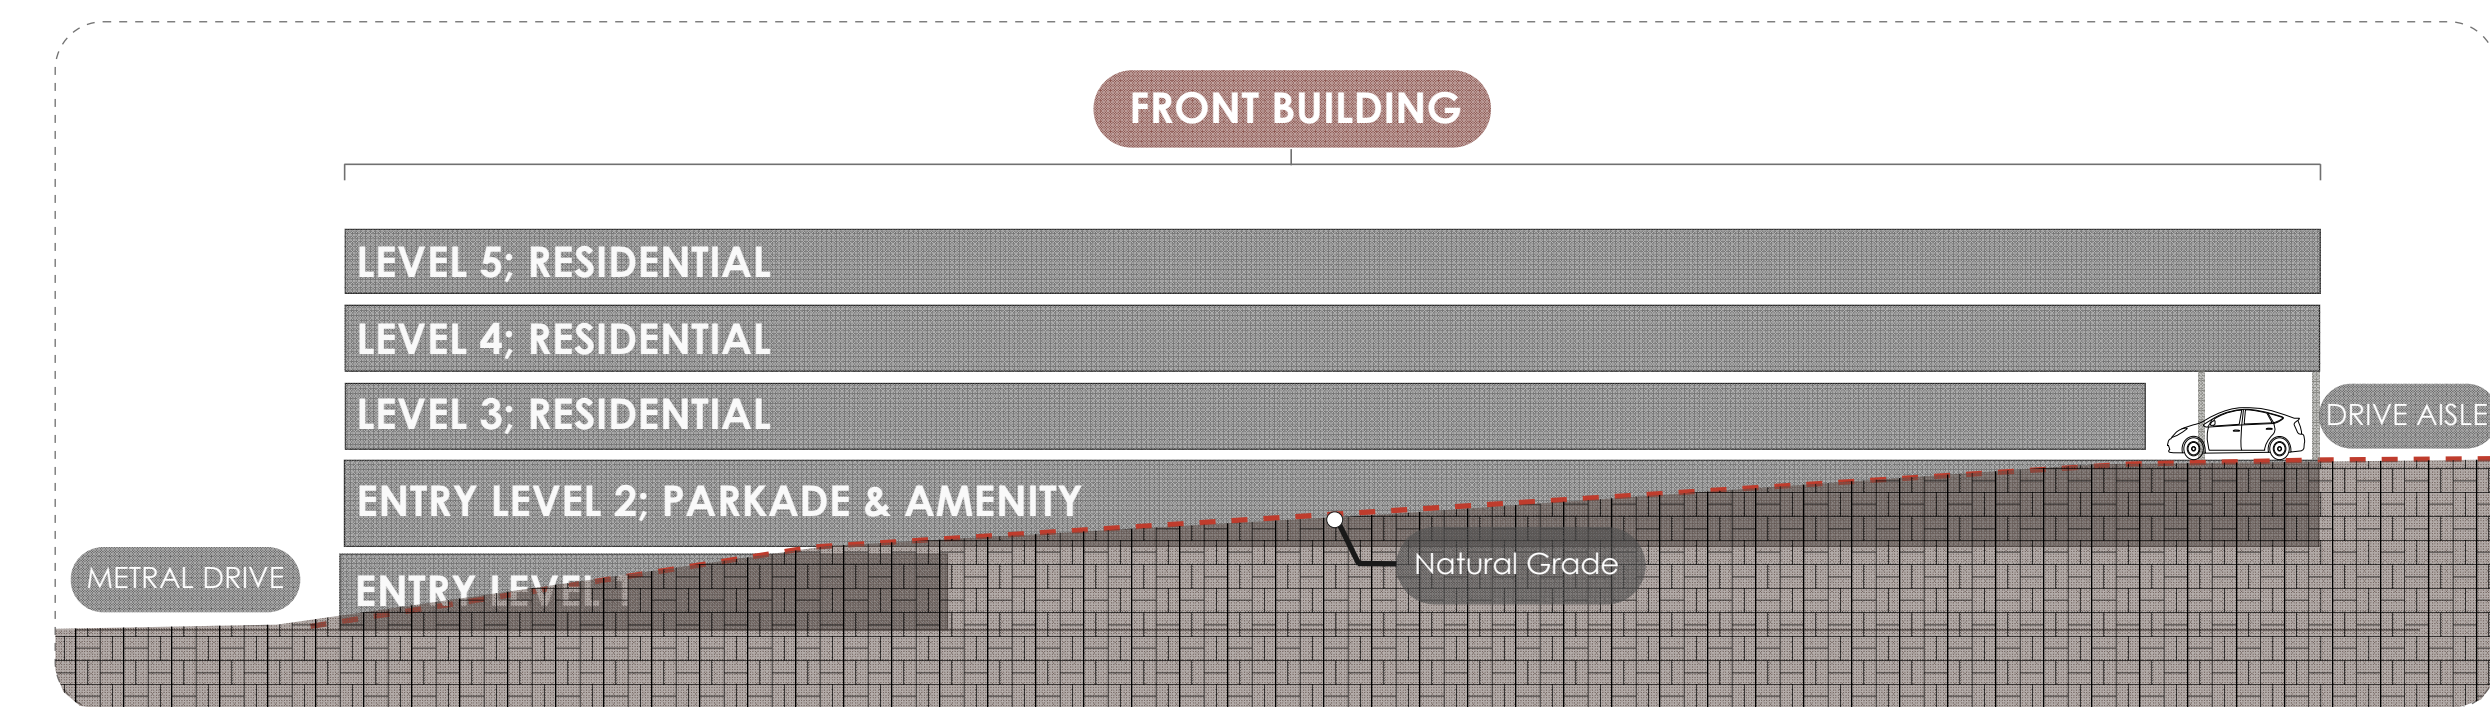 FRONT BUILDING
LEVEL 5; RESIDENTIAL
LEVEL 4; RESIDENTIAL
LEVEL 3; RESIDENTIAL
DRIVE AISLE
ENTRY LEVEL 2; PARKADE & AMENITY
Natural Grade
METRAL DRIVE
ENTRY LEVEL 1